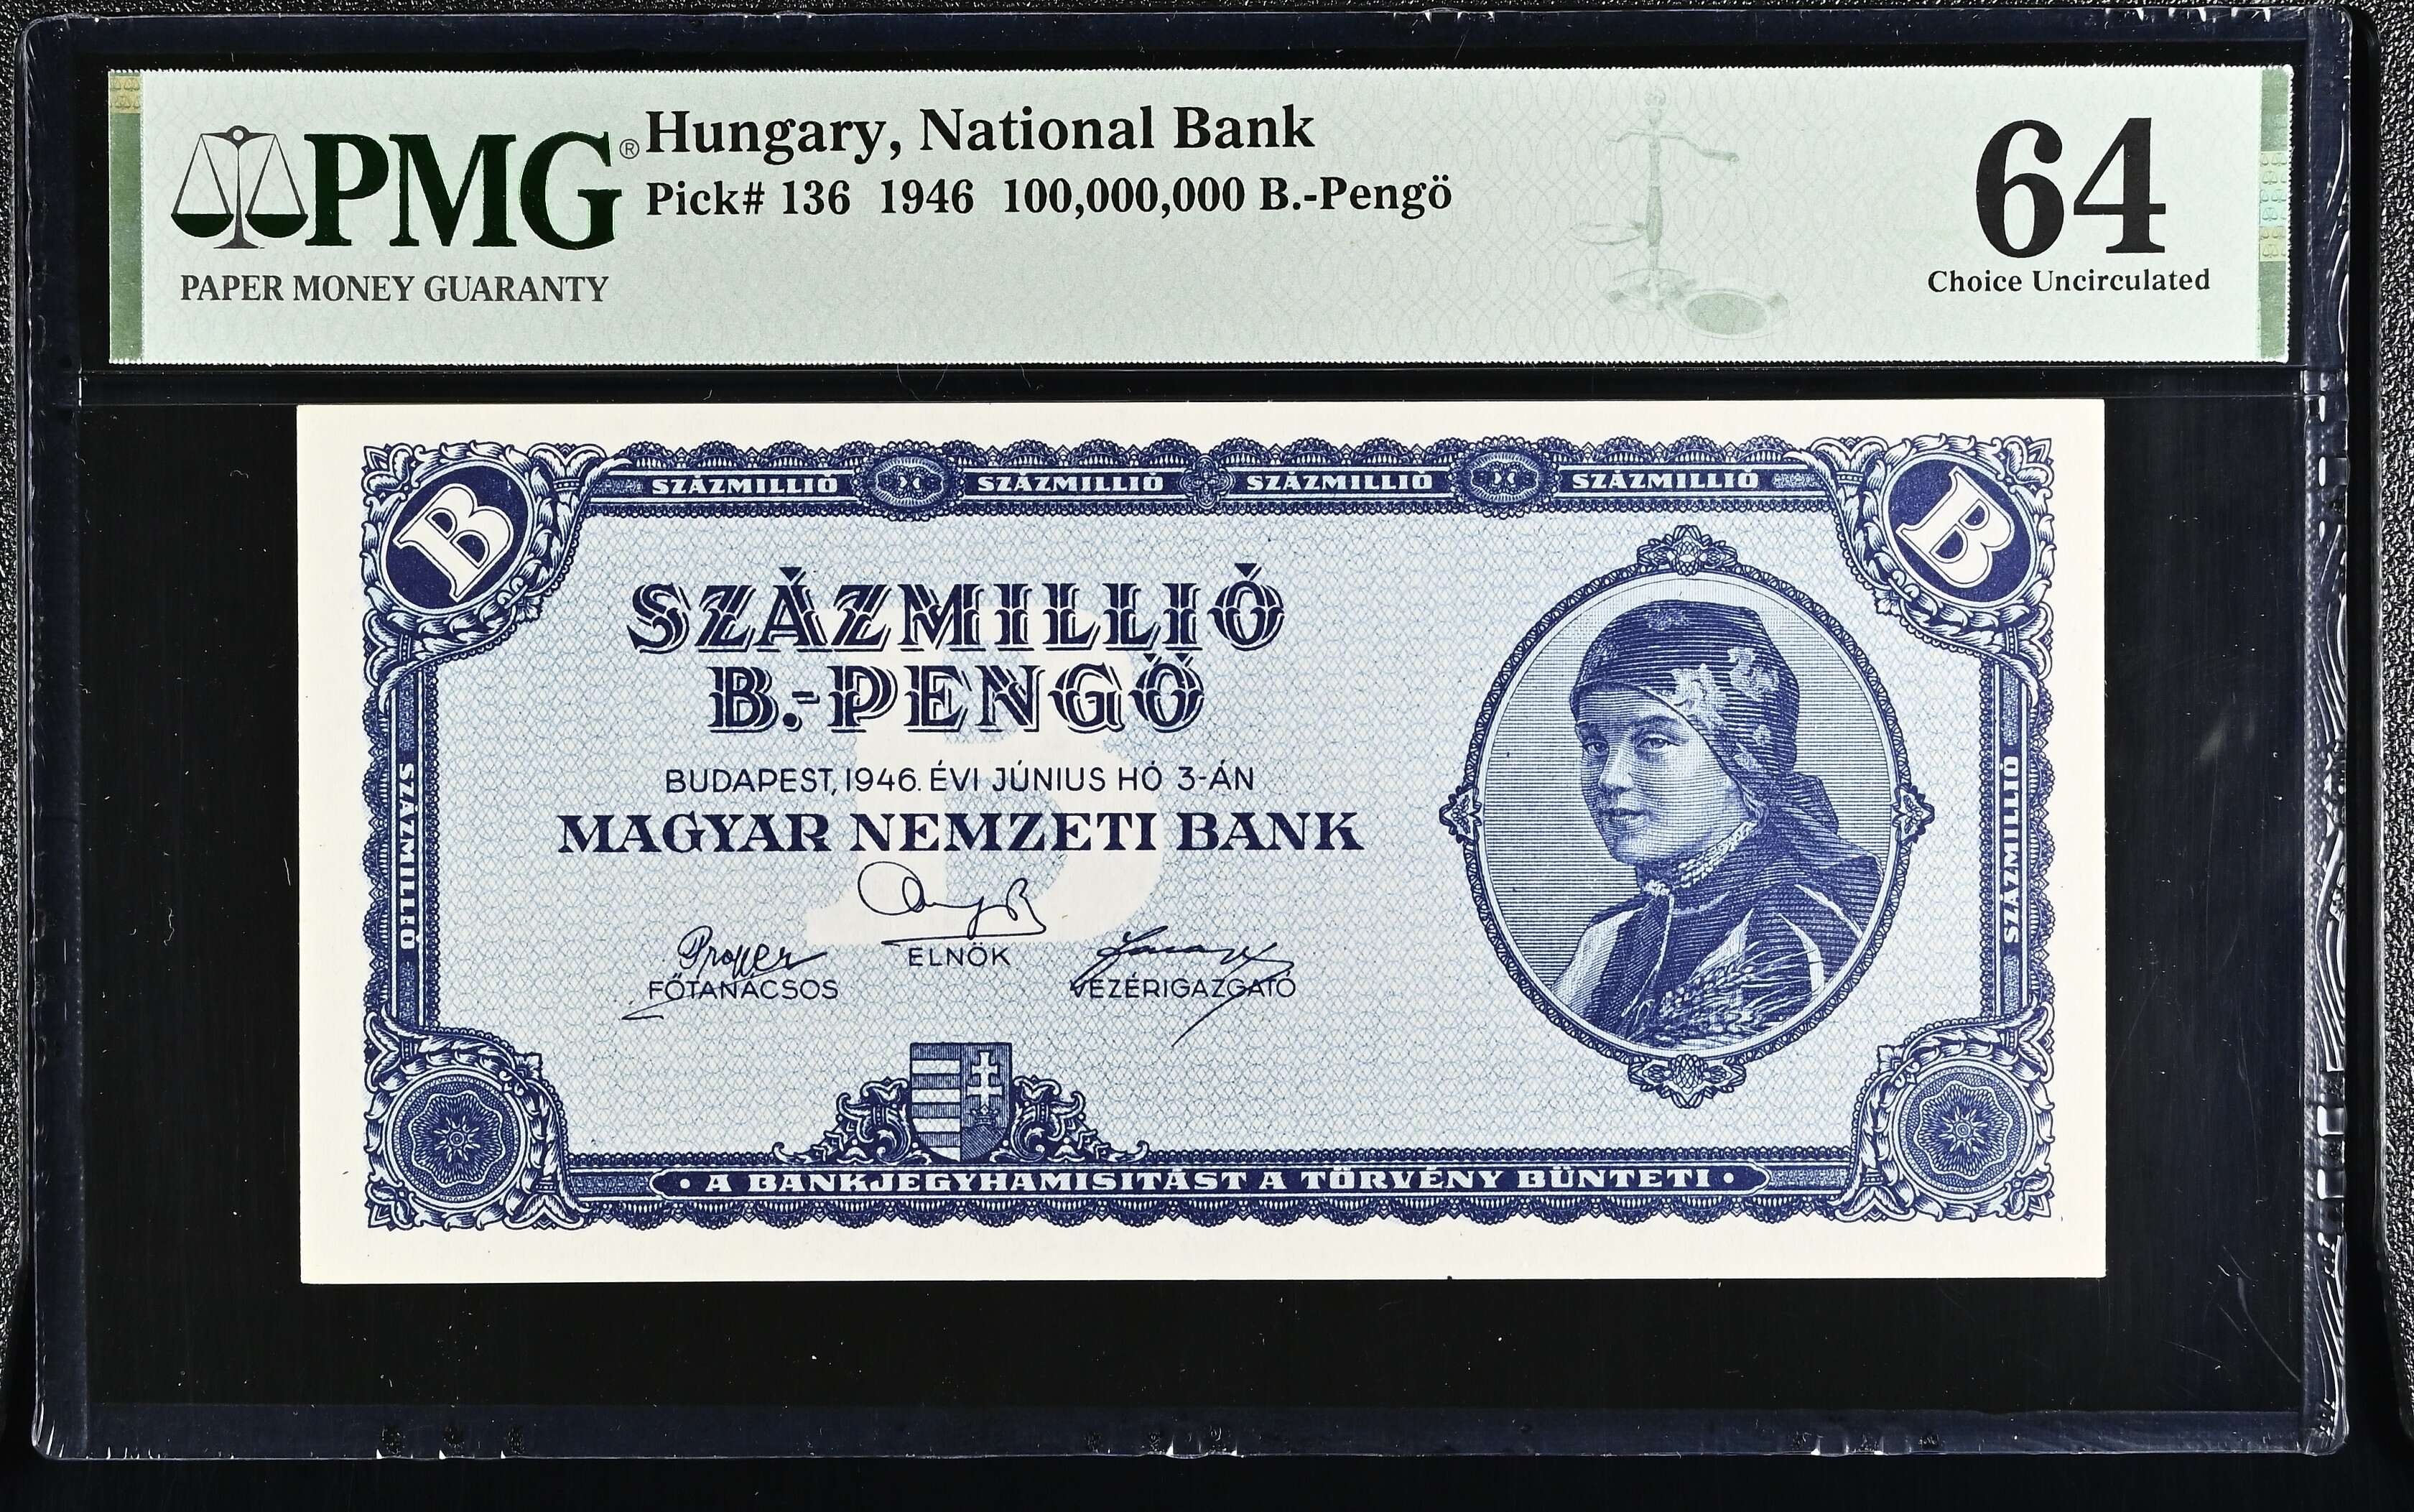 PMG®
PAPER MONEY GUARANTY
Hungary, National Bank
Pick# 136 1946 100,000,000 B.-Pengö
64
Choice Uncirculated
B
B
SZÁZMILLIÓ SZÁZMILLIÓ SZÁZMILLIÓ SZÁZMILLIÓ
SZÁZMILLIÓ
B.-PENGŐ
B
BUDAPEST, 1946. ÉVI JÚNIUS HÓ 3-ÁN
MAGYAR NEMZETI BANK
ELNÖK
FŐTANÁCSOS
VEZÉRIGAZGATÓ
SZÁZMILLIÓ
SZÁZMILLIÓ
• A BANKJEGYHAMISITÁST A TÖRVÉNY BÜNTETI •